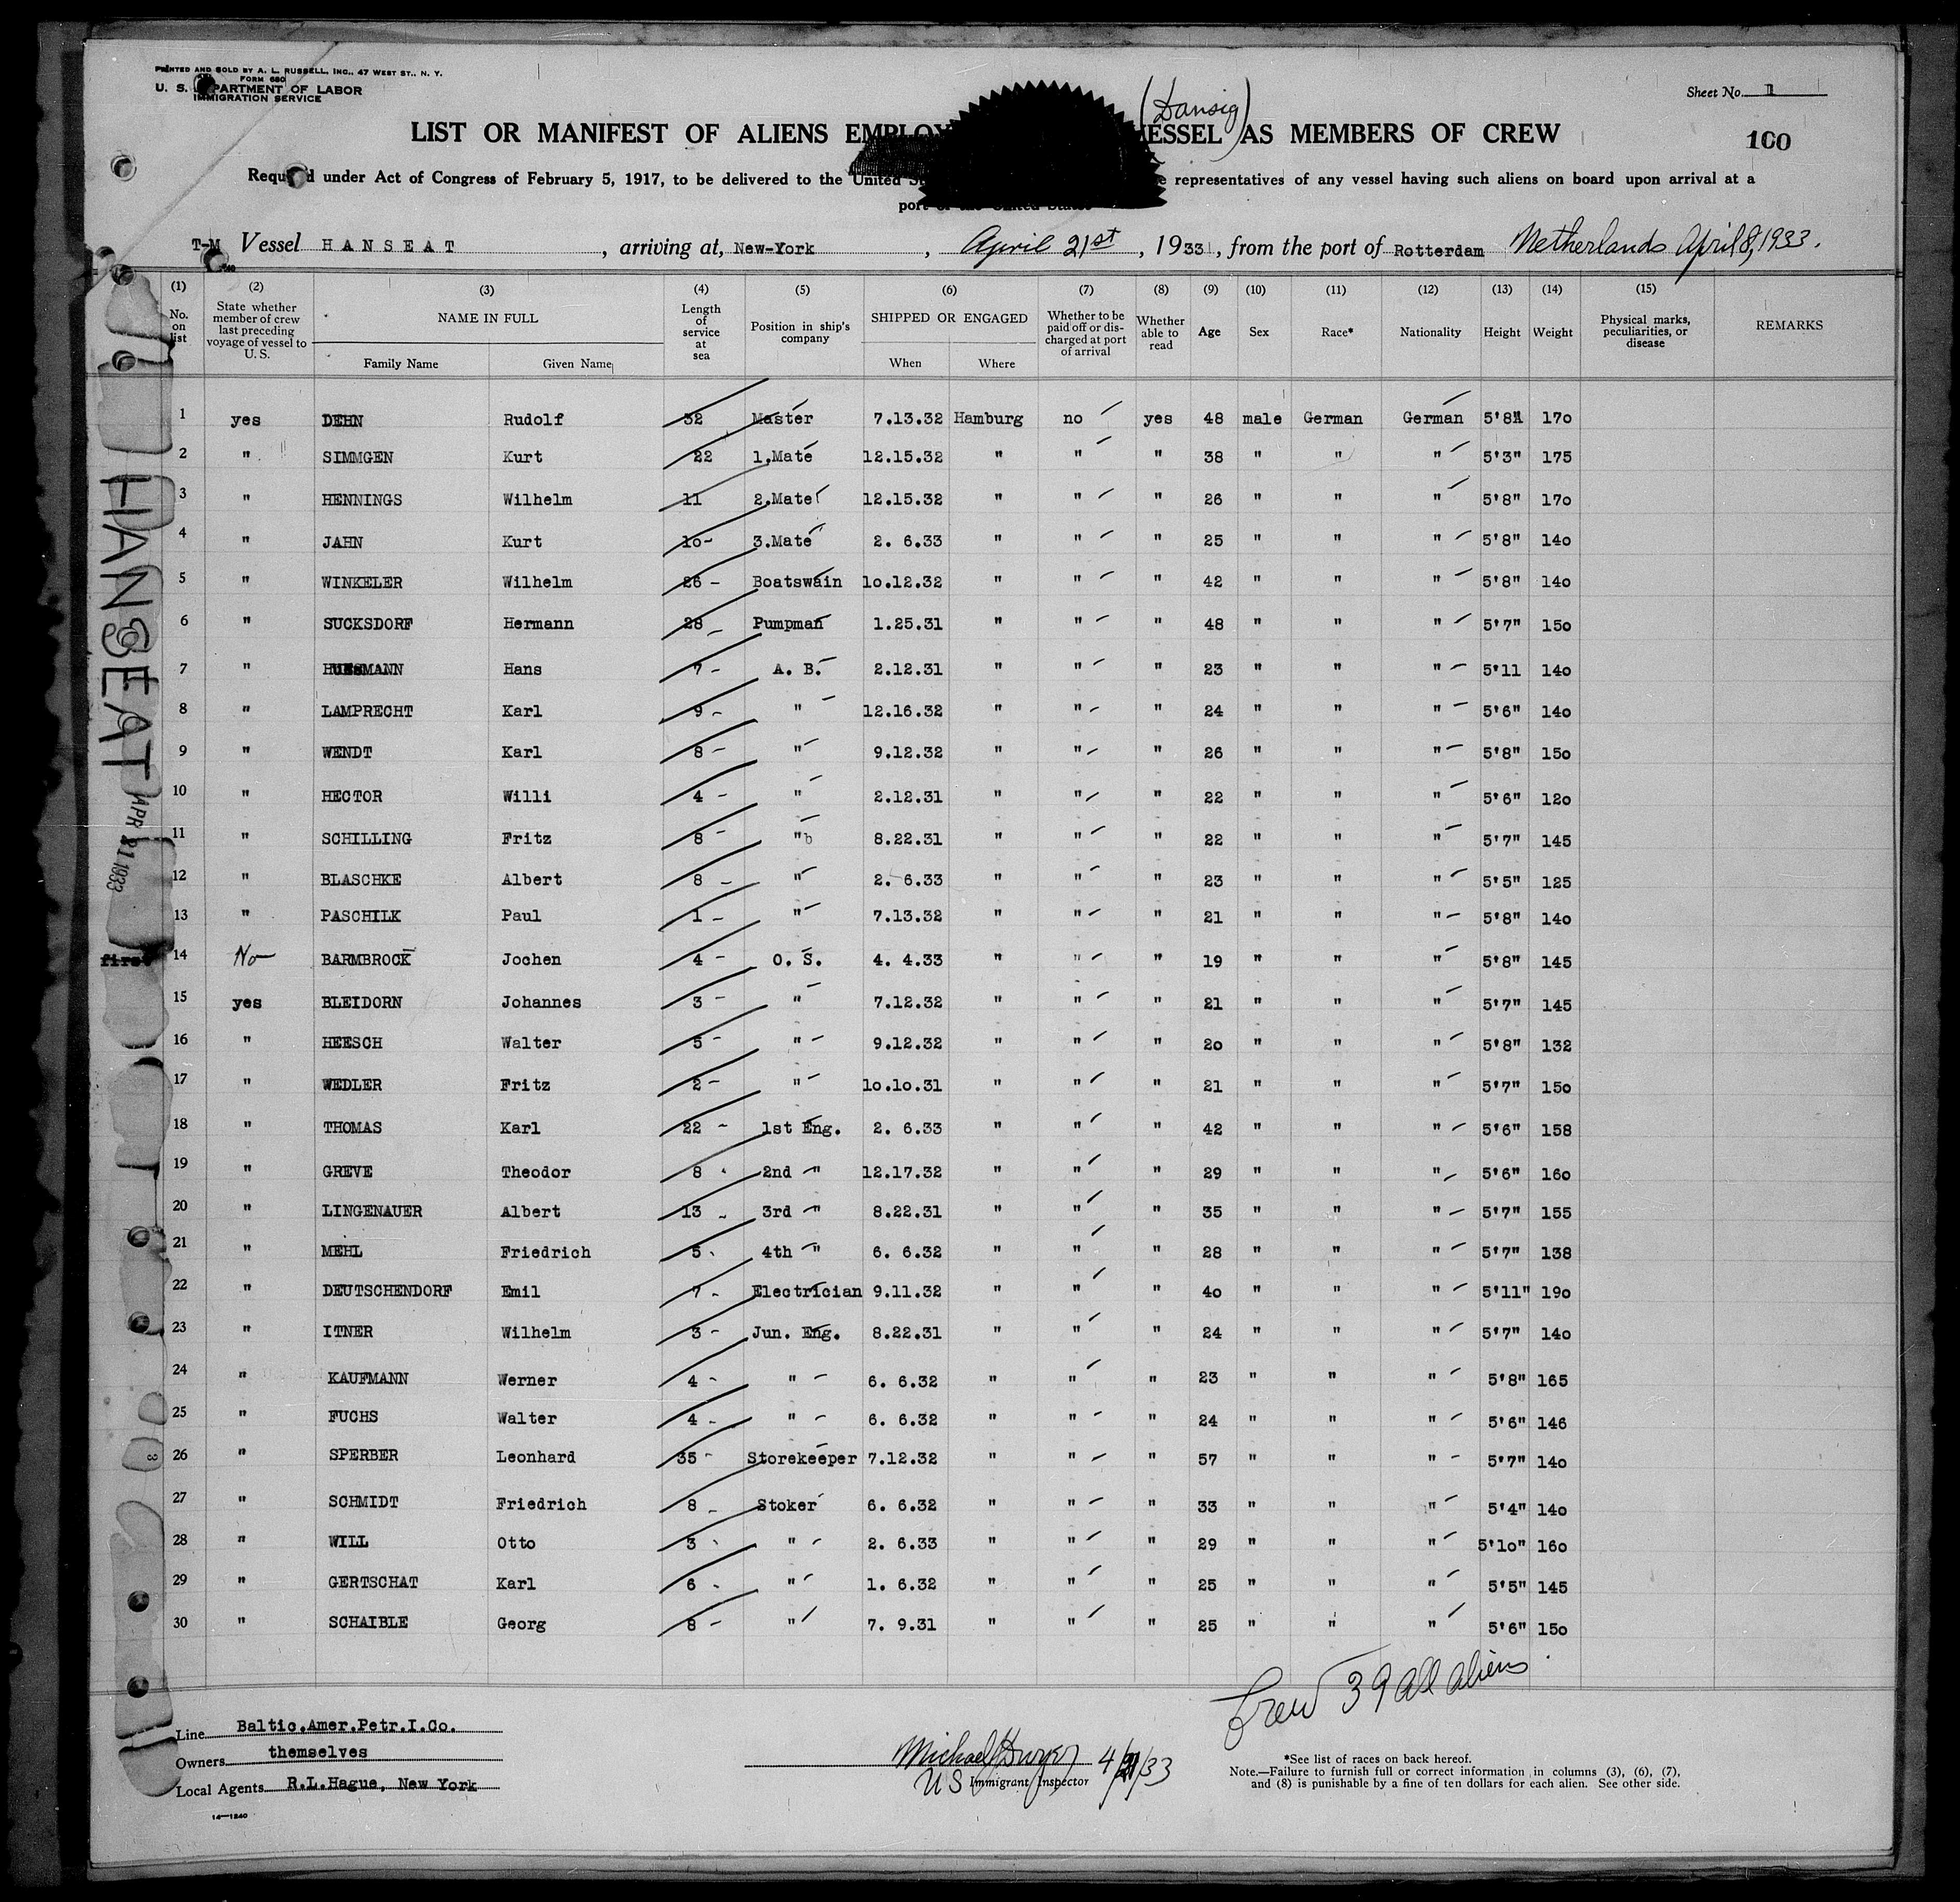 PRINTED AND SOLD BY A. L. RUSSELL, INC., 47 WEST ST., N. Y.
FORM 680
U. S. DEPARTMENT OF LABOR
IMMIGRATION SERVICE
Sheet No. 1
(Dansig)
LIST OR MANIFEST OF ALIENS EMPLOY VESSEL AS MEMBERS OF CREW
100
Required under Act of Congress of February 5, 1917, to be delivered to the United representatives of any vessel having such aliens on board upon arrival at a
port of the United States
T-M Vessel HANSEAT, arriving at, New-York, April 21st, 1933, from the port of Rotterdam Netherlands April 8, 1933.
(1) (2) (3) (4) (5) (6) (7) (8) (9) (10) (11) (12) (13) (14) (15)
No. on list State whether member of crew last preceding voyage of vessel to U. S. NAME IN FULL Length of service at sea Position in ship's company SHIPPED OR ENGAGED Whether to be paid off or discharged at port of arrival Whether able to read Age Sex Race* Nationality Height Weight Physical marks, peculiarities, or disease REMARKS
Family Name Given Name When Where
1 yes DEHN Rudolf 32 Master 7.13.32 Hamburg no yes 48 male German German 5'8" 170
2 " SIMMGEN Kurt 22 1.Mate 12.15.32 " " " 38 " " " 5'3" 175
3 " HENNINGS Wilhelm 11 2.Mate 12.15.32 " " " 26 " " " 5'8" 170
4 " JAHN Kurt 10 3.Mate 2. 6.33 " " " 25 " " " 5'8" 140
5 " WINKELER Wilhelm 26 Boatswain 10.12.32 " " " 42 " " " 5'8" 140
6 " SUCKSDORF Hermann 28 Pumpman 1.25.31 " " " 48 " " " 5'7" 150
7 " Hans 7 A. B. 2.12.31 " " " 23 " " " 5'11 140
8 " LAMPRECHT Karl 9 " 12.16.32 " " " 24 " " " 5'6" 140
9 " WENDT Karl 8 " 9.12.32 " " " 26 " " " 5'8" 150
10 " HECTOR Willi 4 " 2.12.31 " " " 22 " " " 5'6" 120
11 " SCHILLING Fritz 8 " 8.22.31 " " " 22 " " " 5'7" 145
12 " BLASCHKE Albert 8 " 2. 6.33 " " " 23 " " " 5'5" 125
13 " PASCHILK Paul 1 " 7.13.32 " " " 21 " " " 5'8" 140
first 14 No BARMBROCK Jochen 4 O. S. 4. 4.33 " " " 19 " " " 5'8" 145
15 yes BLEIDORN Johannes 3 " 7.12.32 " " " 21 " " " 5'7" 145
16 " HEESCH Walter 5 " 9.12.32 " " " 20 " " " 5'8" 132
17 " WEDLER Fritz 2 " 10.10.31 " " " 21 " " " 5'7" 150
18 " THOMAS Karl 22 1st Eng. 2. 6.33 " " " 42 " " " 5'6" 158
19 " GREVE Theodor 8 2nd " 12.17.32 " " " 29 " " " 5'6" 160
20 " LINGENAUER Albert 13 3rd " 8.22.31 " " " 35 " " " 5'7" 155
21 " MEHL Friedrich 5 4th " 6. 6.32 " " " 28 " " " 5'7" 138
22 " DEUTSCHENDORF Emil 7 Electrician 9.11.32 " " " 40 " " " 5'11" 190
23 " ITNER Wilhelm 3 Jun. Eng. 8.22.31 " " " 24 " " " 5'7" 140
24 " KAUFMANN Werner 4 " 6. 6.32 " " " 23 " " " 5'8" 165
25 " FUCHS Walter 4 " 6. 6.32 " " " 24 " " " 5'6" 146
26 " SPERBER Leonhard 35 Storekeeper 7.12.32 " " " 57 " " " 5'7" 140
27 " SCHMIDT Friedrich 8 Stoker 6. 6.32 " " " 33 " " " 5'4" 140
28 " WILL Otto 3 " 2. 6.33 " " " 29 " " " 5'10" 160
29 " GERTSCHAT Karl 6 " 1. 6.32 " " " 25 " " " 5'5" 145
30 " SCHAIBLE Georg 8 " 7. 9.31 " " " 25 " " " 5'6" 150
HANSEAT
APR 21 1933
3
Crew 39 all aliens
Line Baltic.Amer.Petr.I.Co.
Owners themselves
Local Agents R.L.Hague, New York
14—1240
Michael Dwyer 4/21/33
US Immigrant Inspector
*See list of races on back hereof.
Note.—Failure to furnish full or correct information in columns (3), (6), (7),
and (8) is punishable by a fine of ten dollars for each alien. See other side.